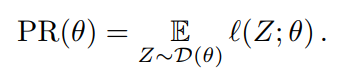 PR(θ) = 𝔼_{Z∼𝒟(θ)} ℓ(Z; θ) .